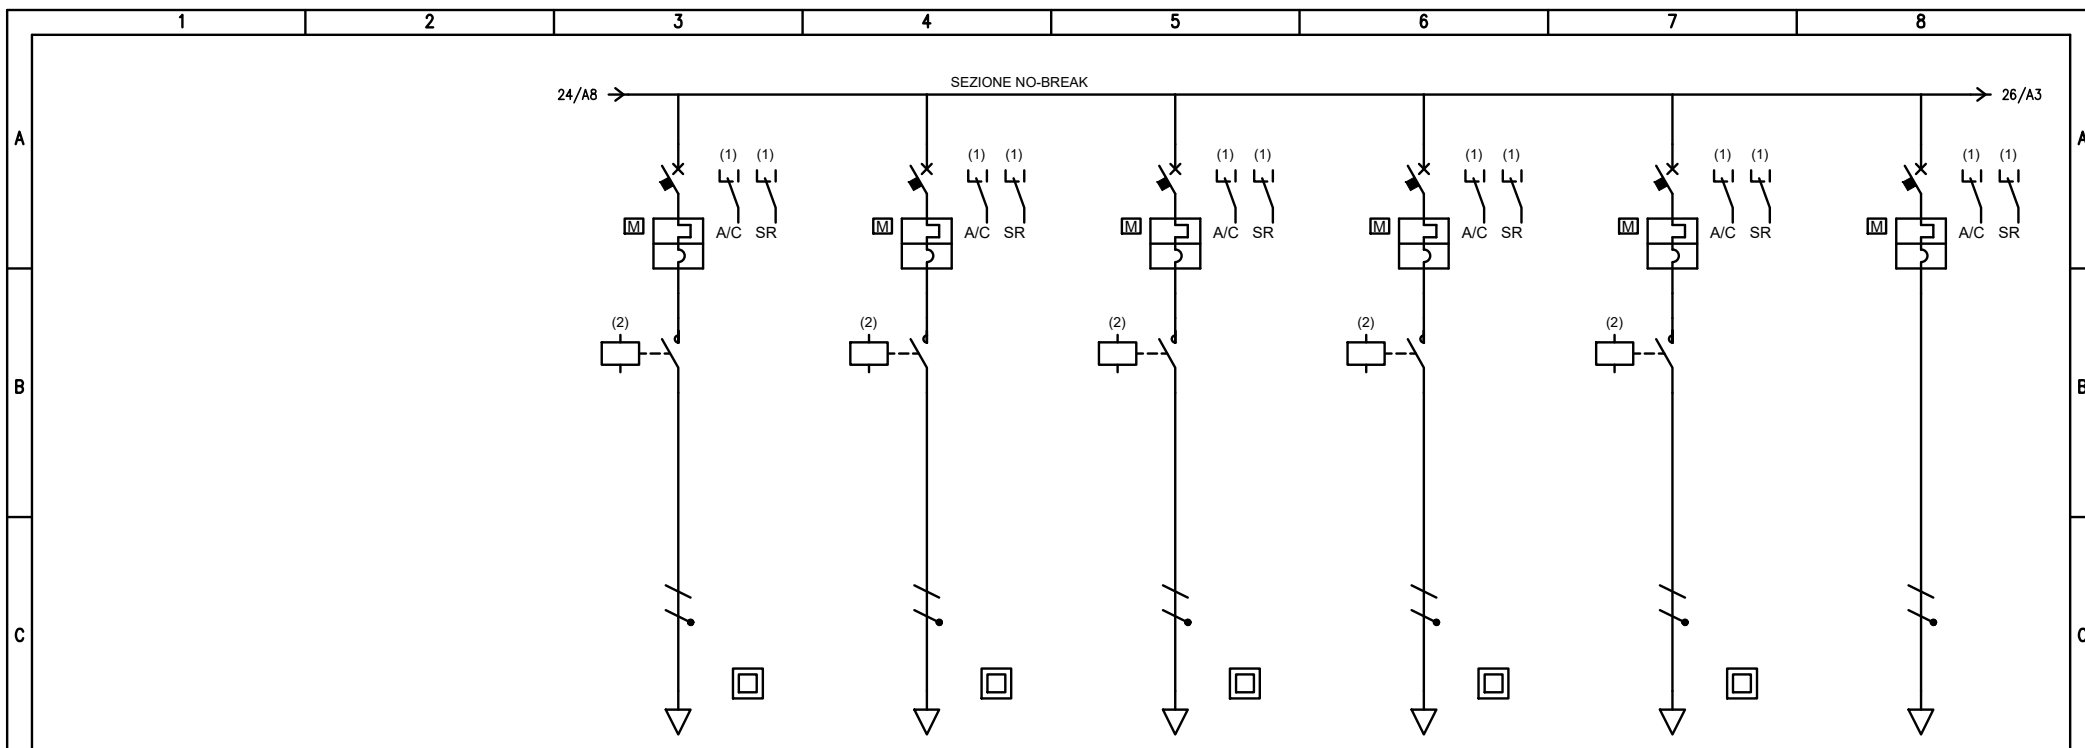 1 2 3 4 5 6 7 8
SEZIONE NO-BREAK
24/A8 26/A3
A A
(1) (1) (1) (1) (1) (1) (1) (1) (1) (1) (1) (1)
M A/C SR M A/C SR M A/C SR M A/C SR M A/C SR M A/C SR
(2) (2) (2) (2) (2)
B B
C C